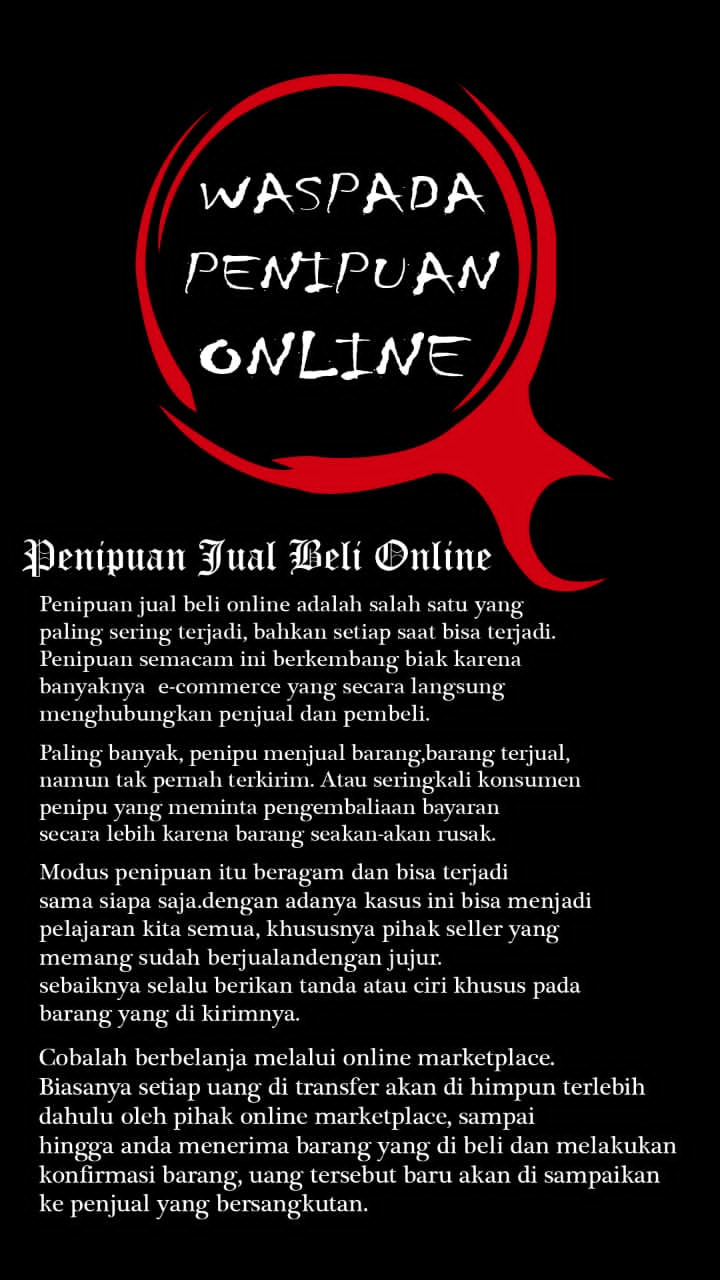 WASPADA
PENIPUAN
ONLINE
Penipuan Jual Beli Online
Penipuan jual beli online adalah salah satu yang
paling sering terjadi, bahkan setiap saat bisa terjadi.
Penipuan semacam ini berkembang biak karena
banyaknya  e-commerce yang secara langsung
menghubungkan penjual dan pembeli.
Paling banyak, penipu menjual barang,barang terjual,
namun tak pernah terkirim. Atau seringkali konsumen
penipu yang meminta pengembaliaan bayaran
secara lebih karena barang seakan-akan rusak.
Modus penipuan itu beragam dan bisa terjadi
sama siapa saja.dengan adanya kasus ini bisa menjadi
pelajaran kita semua, khususnya pihak seller yang
memang sudah berjualandengan jujur.
sebaiknya selalu berikan tanda atau ciri khusus pada
barang yang di kirimnya.
Cobalah berbelanja melalui online marketplace.
Biasanya setiap uang di transfer akan di himpun terlebih
dahulu oleh pihak online marketplace, sampai
hingga anda menerima barang yang di beli dan melakukan
konfirmasi barang, uang tersebut baru akan di sampaikan
ke penjual yang bersangkutan.